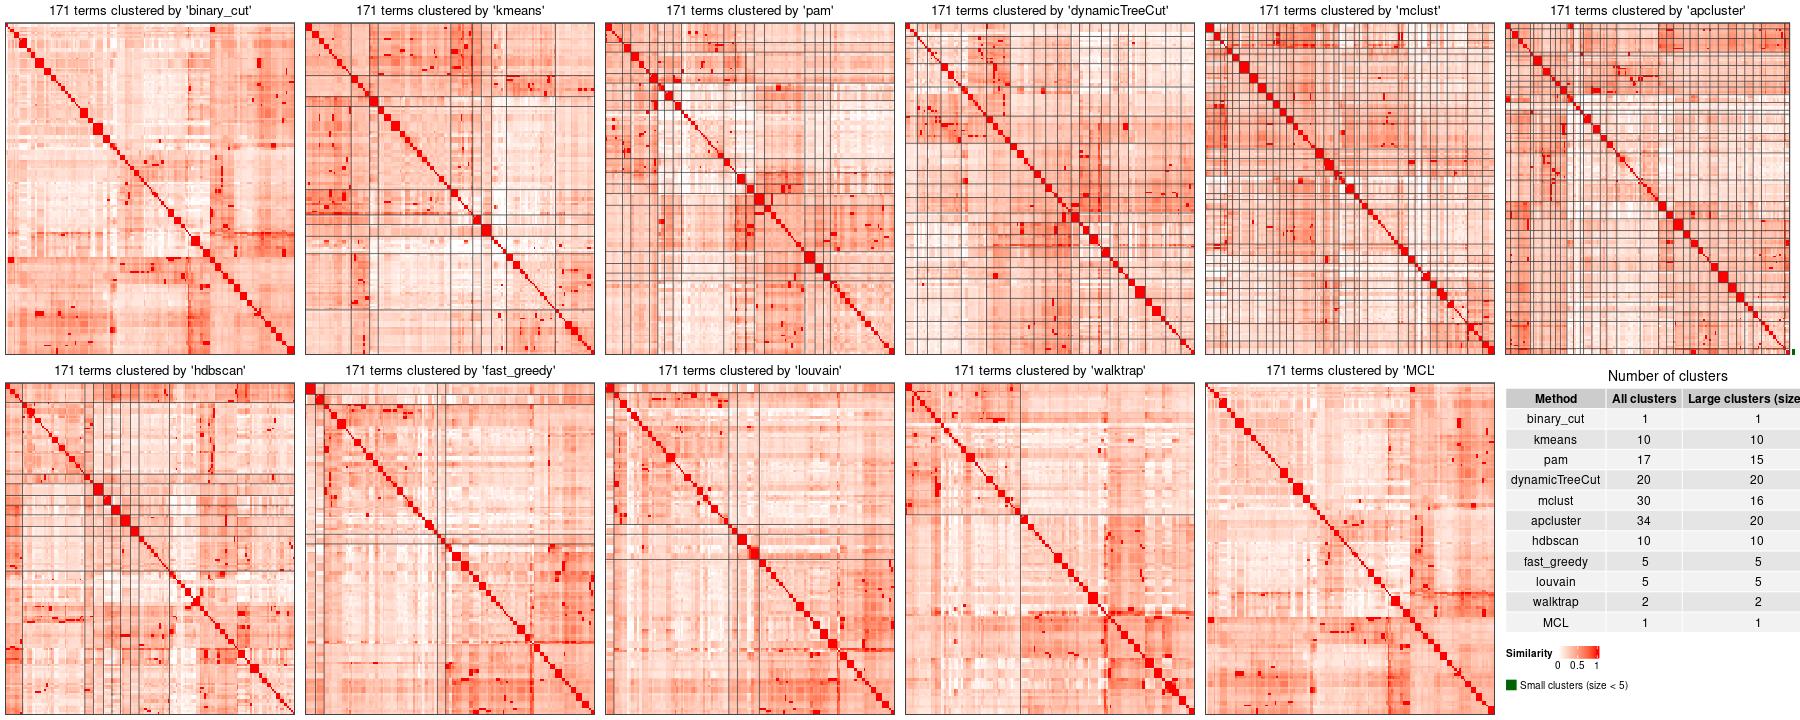 171 terms clustered by 'binary_cut'
171 terms clustered by 'kmeans'
171 terms clustered by 'pam'
171 terms clustered by 'dynamicTreeCut'
171 terms clustered by 'mclust'
171 terms clustered by 'apcluster'
171 terms clustered by 'hdbscan'
171 terms clustered by 'fast_greedy'
171 terms clustered by 'louvain'
171 terms clustered by 'walktrap'
171 terms clustered by 'MCL'
Number of clusters
Method All clusters Large clusters (size
binary_cut 1 1
kmeans 10 10
pam 17 15
dynamicTreeCut 20 20
mclust 30 16
apcluster 34 20
hdbscan 10 10
fast_greedy 5 5
louvain 5 5
walktrap 2 2
MCL 1 1
Similarity
0 0.5 1
Small clusters (size < 5)